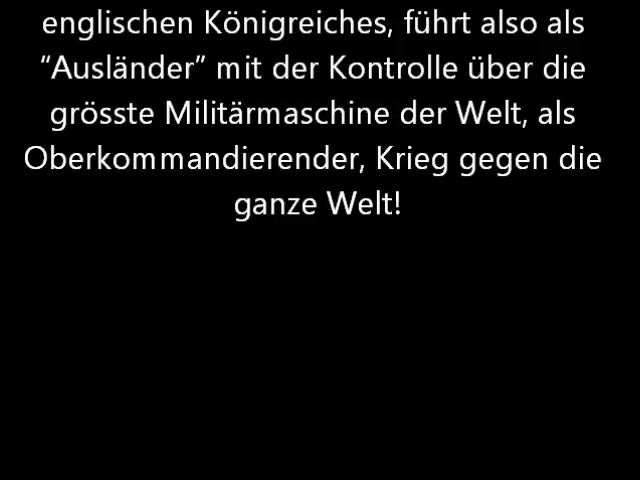 englischen Königreiches, führt also als
“Ausländer” mit der Kontrolle über die
grösste Militärmaschine der Welt, als
Oberkommandierender, Krieg gegen die
ganze Welt!